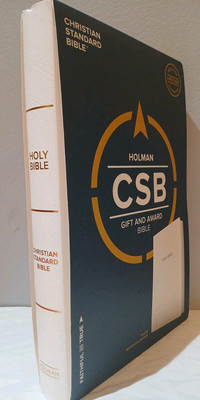 CHRISTIAN
STANDARD
BIBLE
HOLY
BIBLE
CHRISTIAN
STANDARD
BIBLE
HOLMAN
CSB
GIFT AND AWARD
BIBLE
FAITHFUL
TRUE